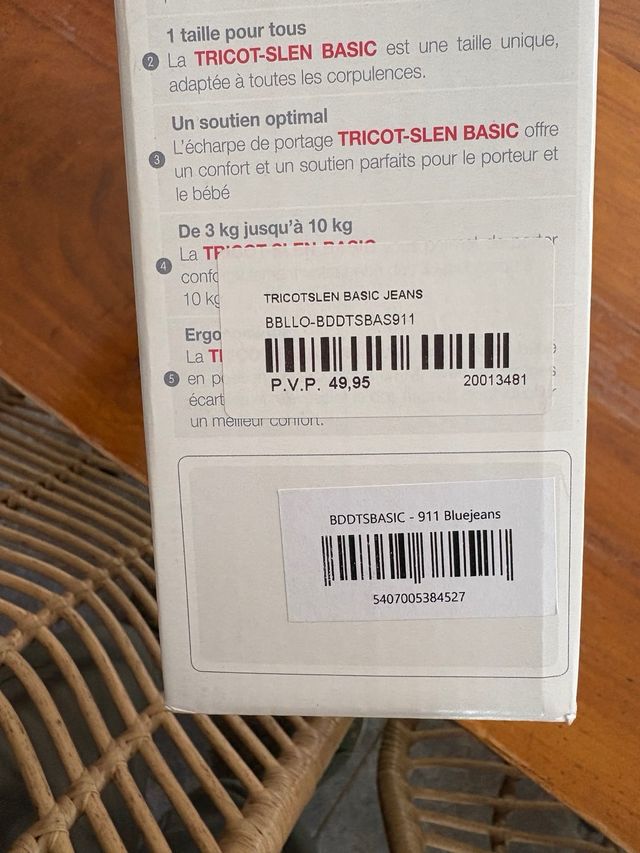 1 taille pour tous
2 La TRICOT-SLEN BASIC est une taille unique,
adaptée à toutes les corpulences.
Un soutien optimal
3 L'écharpe de portage TRICOT-SLEN BASIC offre
un confort et un soutien parfaits pour le porteur et
le bébé
De 3 kg jusqu'à 10 kg
4 La
10 kg
5
La
en
un meilleur confort.
TRICOTSLEN BASIC JEANS
BBLLO-BDDTSBAS911
P.V.P. 49,95 20013481
BDDTSBASIC - 911 Bluejeans
5407005384527